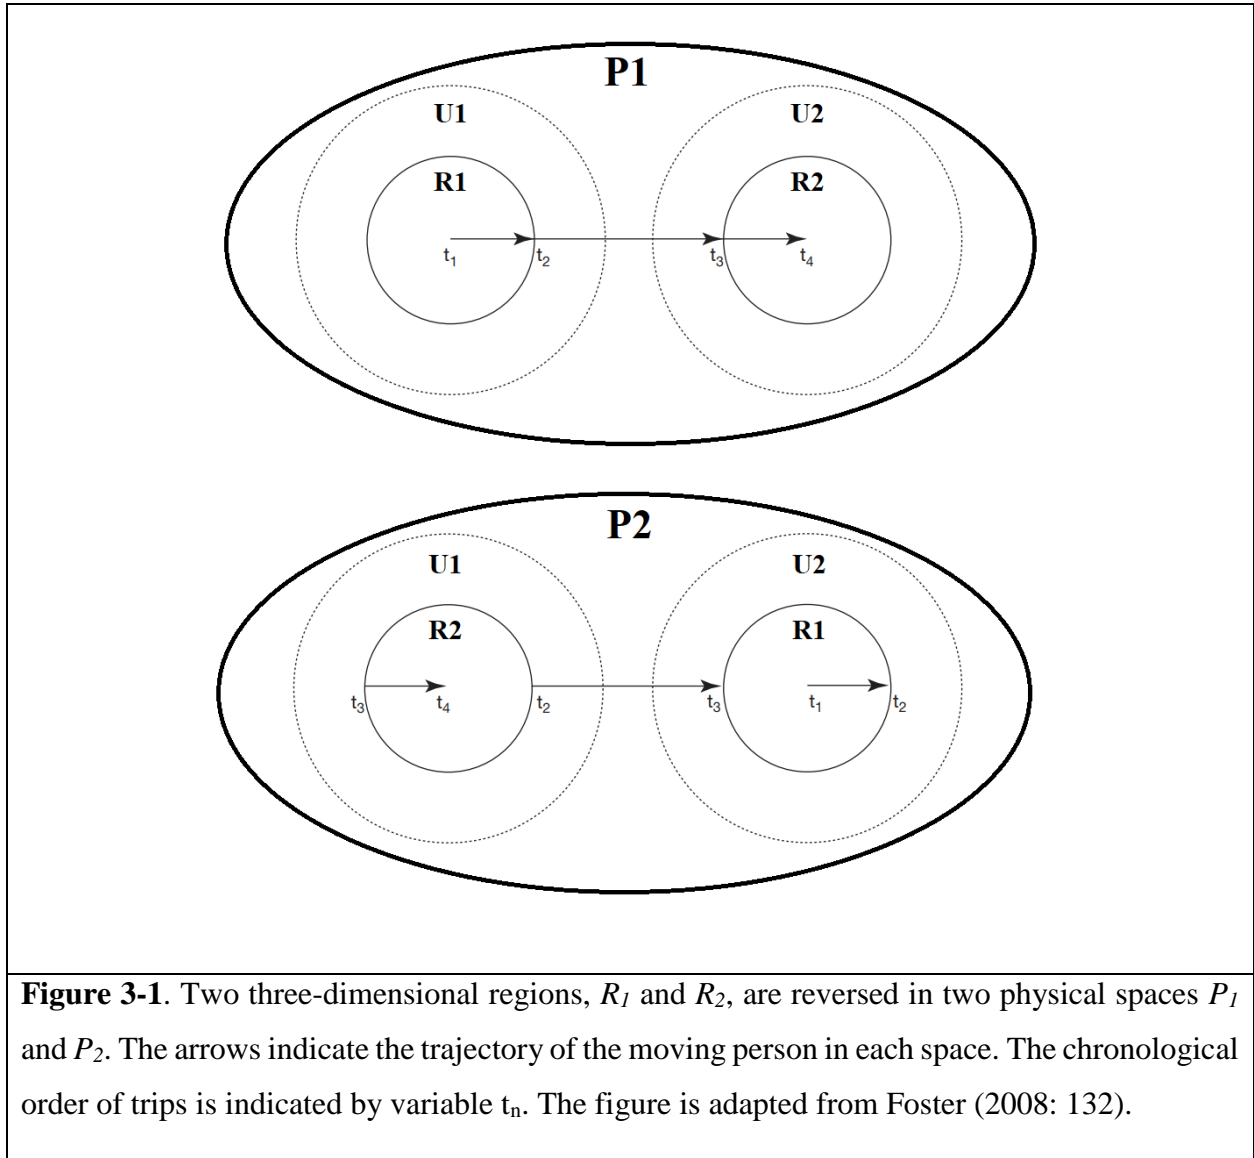 P1
U1 U2
R1 R2
t1 t2 t3 t4
P2
U1 U2
R2 R1
t3 t4 t2 t3 t1 t2
Figure 3-1. Two three-dimensional regions, R1 and R2, are reversed in two physical spaces P1
and P2. The arrows indicate the trajectory of the moving person in each space. The chronological
order of trips is indicated by variable tn. The figure is adapted from Foster (2008: 132).